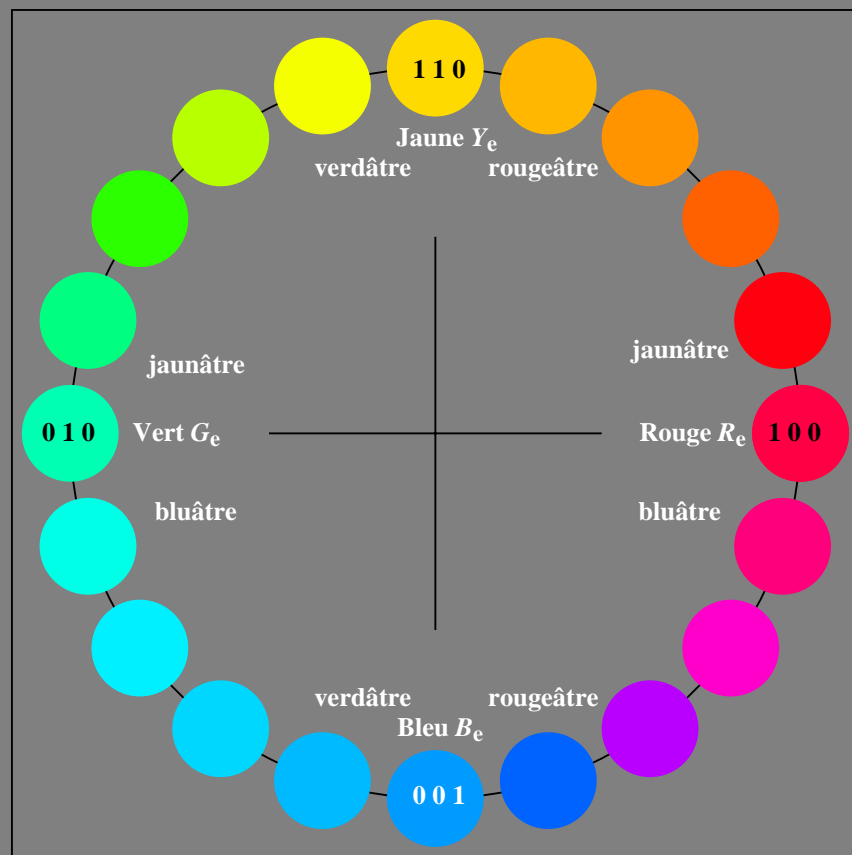 1 1 0
Jaune Yₑ
verdâtre rougeâtre
jaunâtre jaunâtre
0 1 0 Vert Gₑ Rouge Rₑ 1 0 0
bluâtre bluâtre
verdâtre rougeâtre
Bleu Bₑ
0 0 1